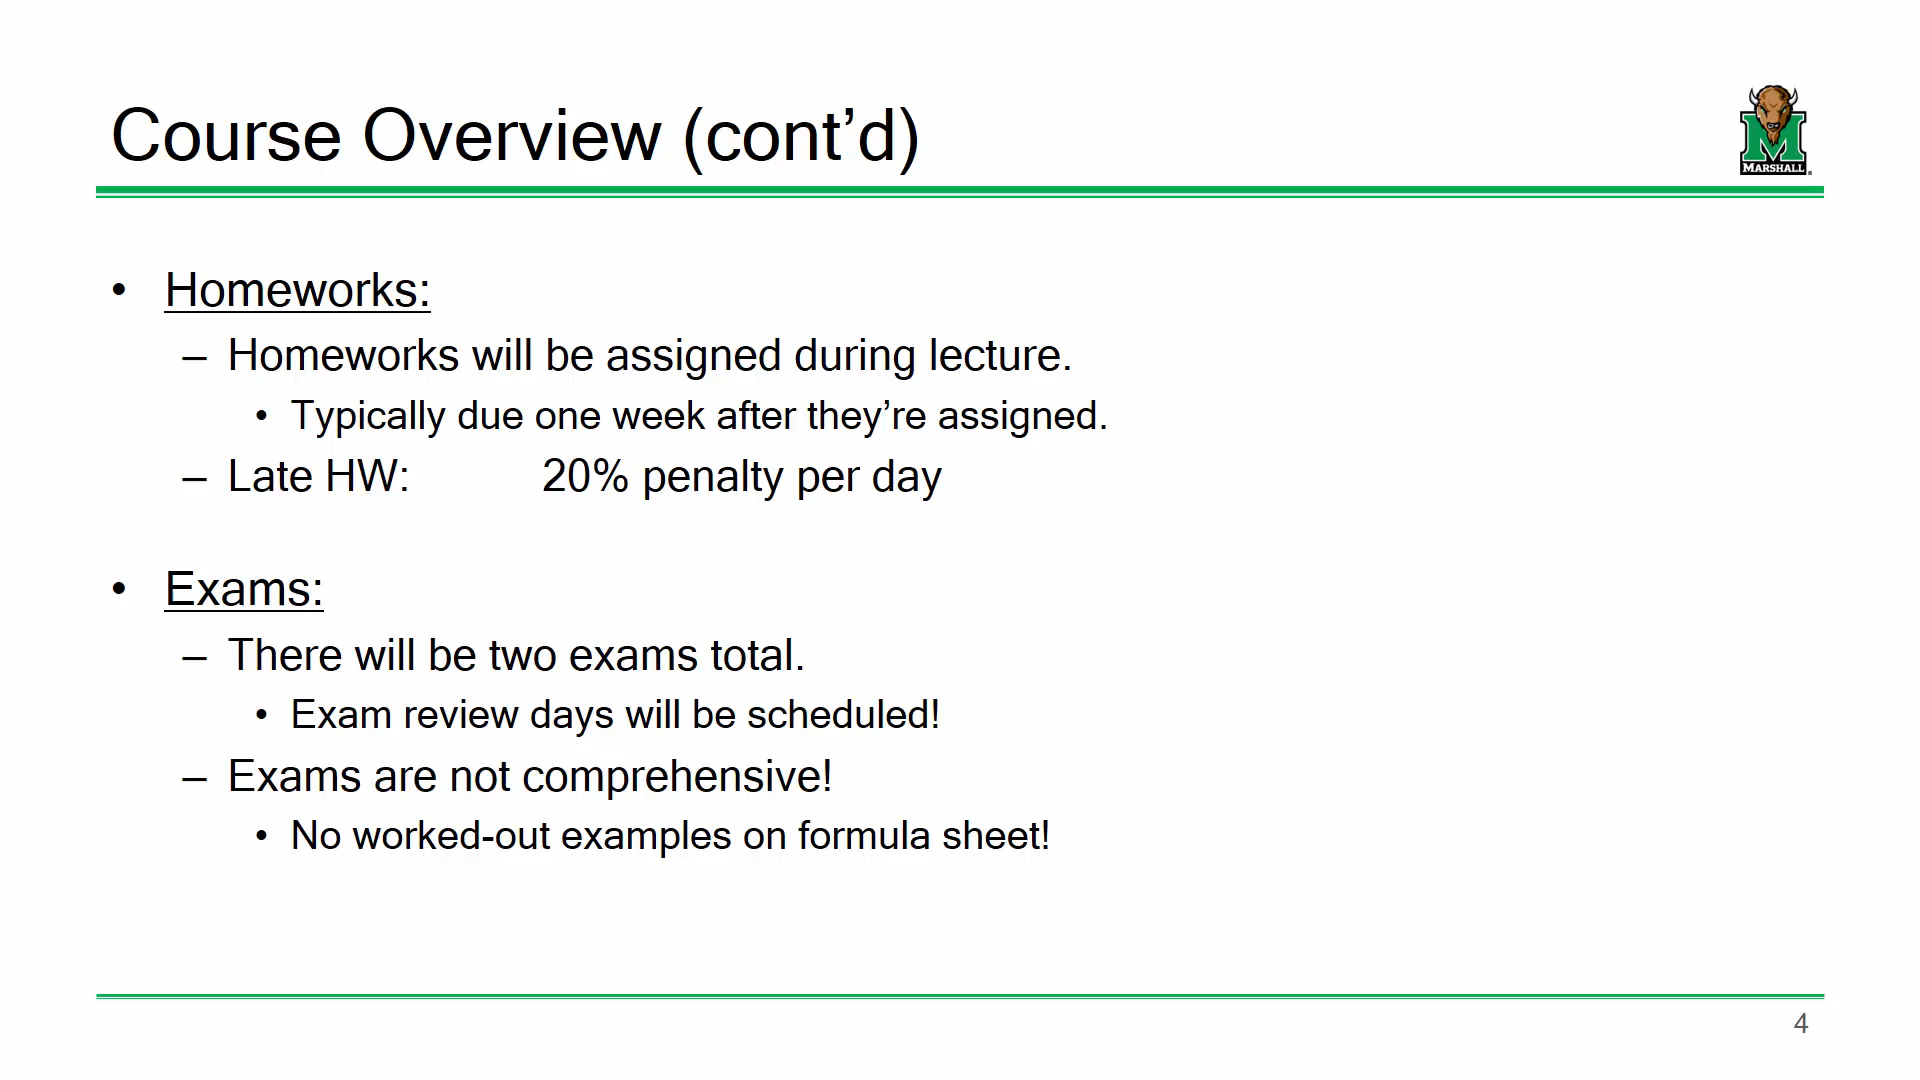 Course Overview (cont’d)
MARSHALL
• Homeworks:
– Homeworks will be assigned during lecture.
• Typically due one week after they’re assigned.
– Late HW: 20% penalty per day
• Exams:
– There will be two exams total.
• Exam review days will be scheduled!
– Exams are not comprehensive!
• No worked-out examples on formula sheet!
4